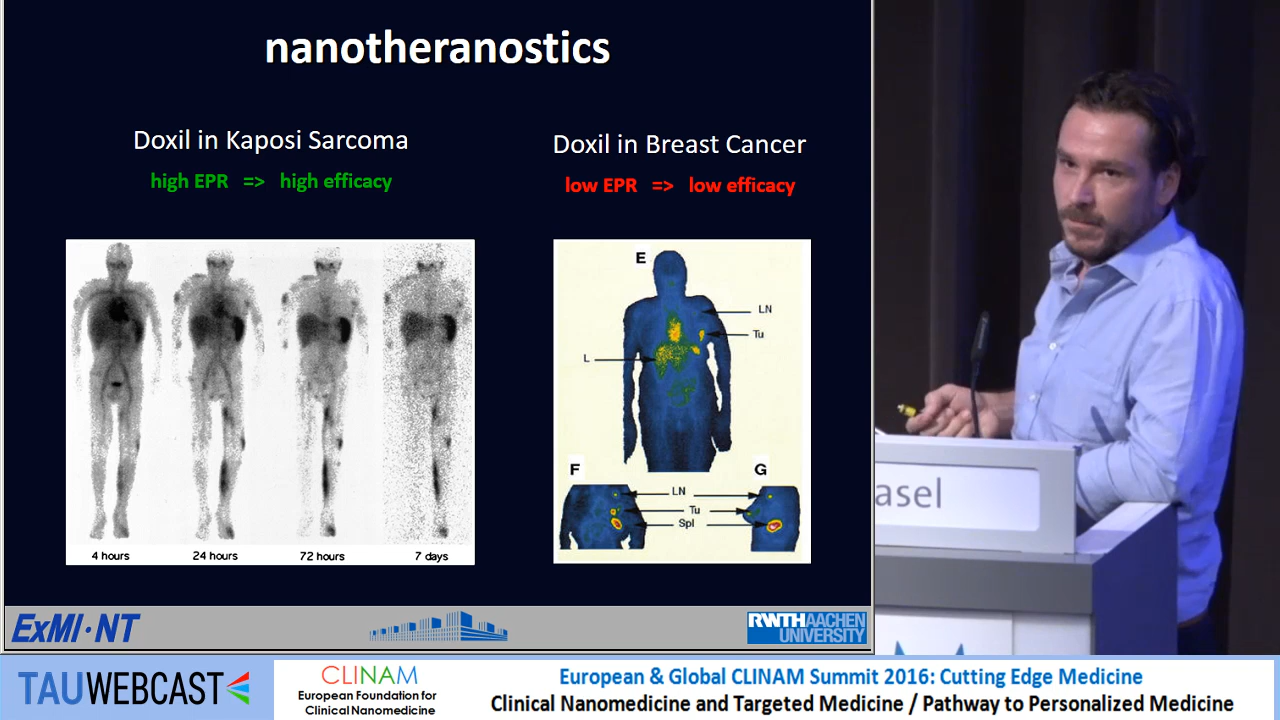 nanotheranostics
Doxil in Kaposi Sarcoma
high EPR => high efficacy
Doxil in Breast Cancer
low EPR => low efficacy
4 hours
24 hours
72 hours
7 days
E
LN
Tu
L
F
G
LN
Tu
Spl
ExMI·NT
RWTHAACHEN
UNIVERSITY
asel
TAUWEBCAST
CLINAM
European Foundation for
Clinical Nanomedicine
European & Global CLINAM Summit 2016: Cutting Edge Medicine
Clinical Nanomedicine and Targeted Medicine / Pathway to Personalized Medicine